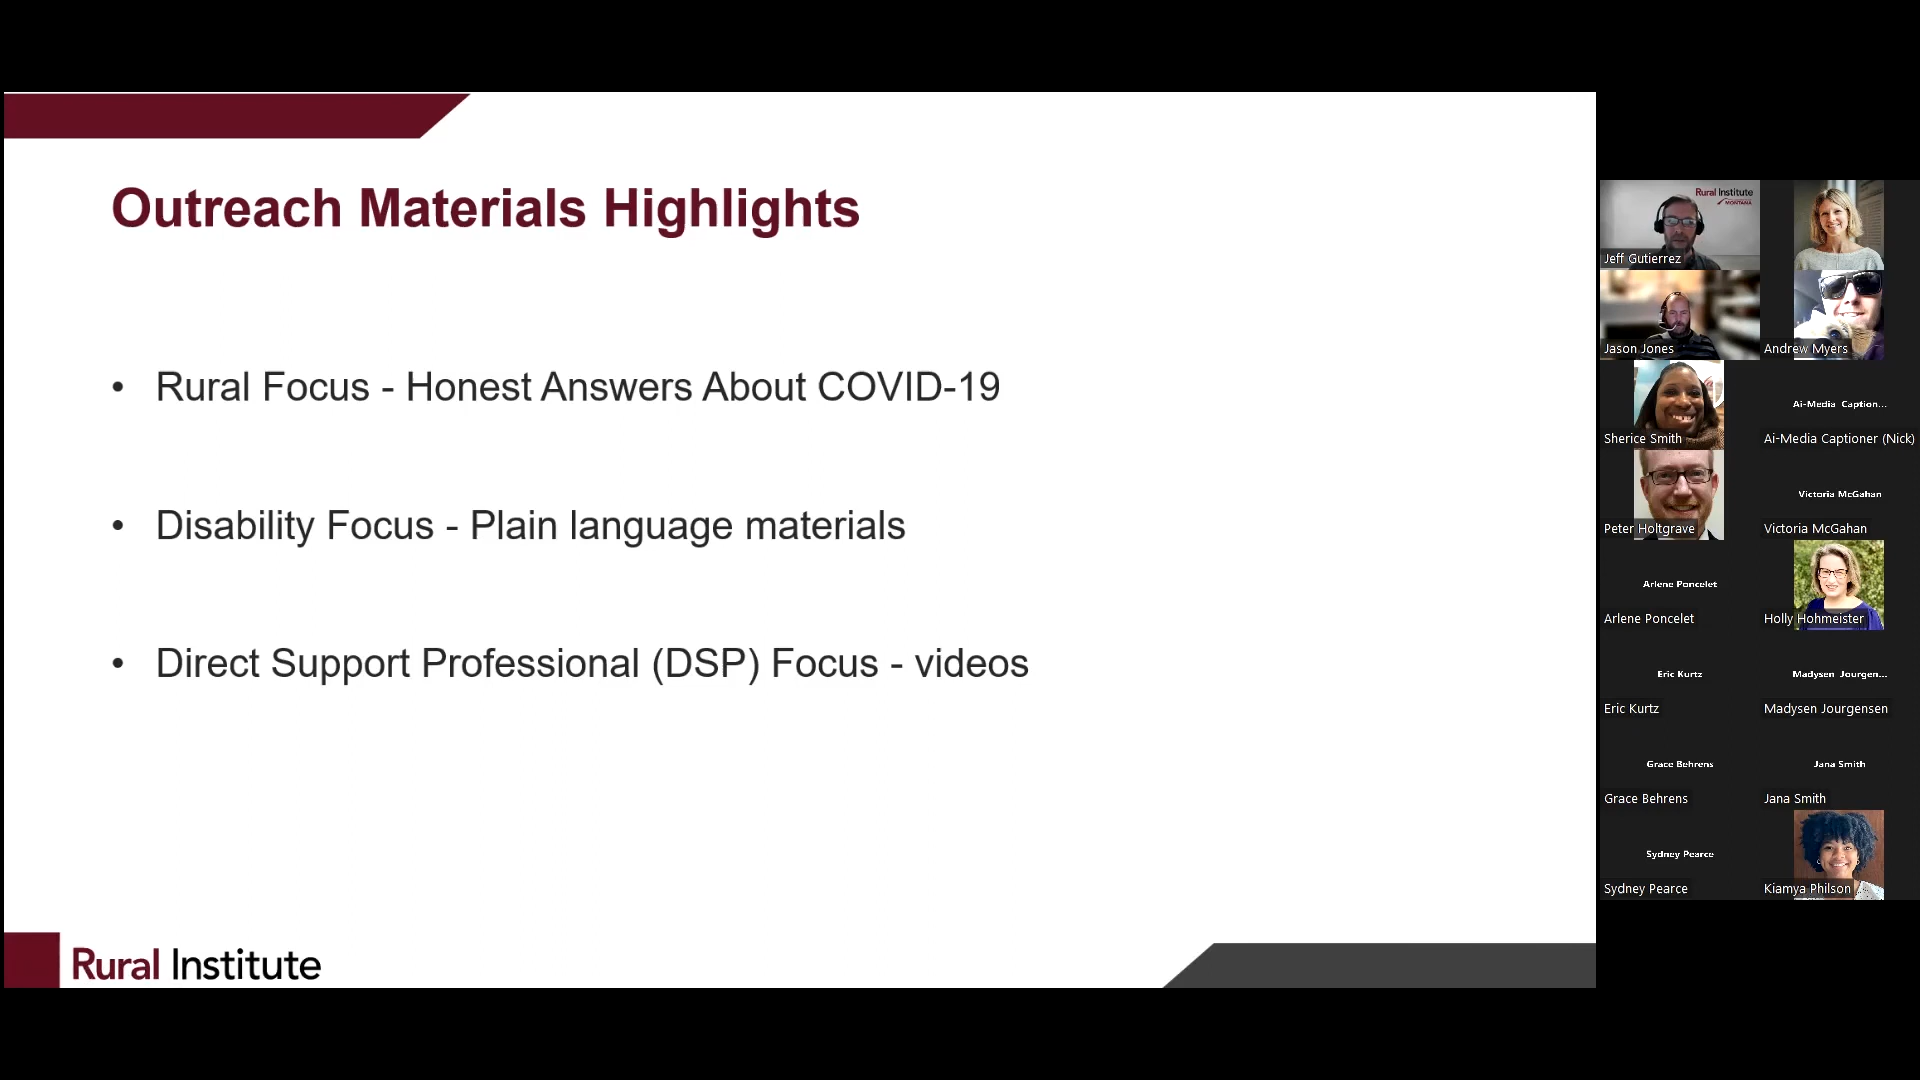 Outreach Materials Highlights
• Rural Focus - Honest Answers About COVID-19
• Disability Focus - Plain language materials
• Direct Support Professional (DSP) Focus - videos
Rural Institute
Rural Institute
MONTANA
Jeff Gutierrez
Jason Jones
Andrew Myers
Sherice Smith
Ai-Media Caption...
Ai-Media Captioner (Nick)
Peter Holtgrave
Victoria McGahan
Victoria McGahan
Arlene Poncelet
Arlene Poncelet
Holly Hohmeister
Eric Kurtz
Eric Kurtz
Madysen Jourgen...
Madysen Jourgensen
Grace Behrens
Grace Behrens
Jana Smith
Jana Smith
Sydney Pearce
Sydney Pearce
Kiamya Philson